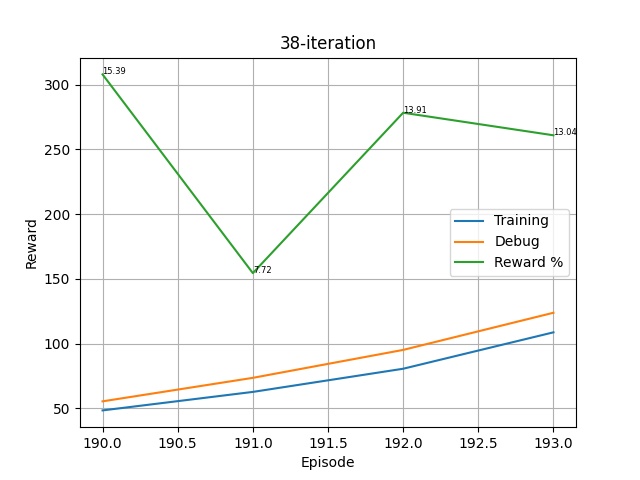 38-iteration
300
250
200
150
100
50
Reward
15.39
7.72
13.91
13.04
Training
Debug
Reward %
190.0 190.5 191.0 191.5 192.0 192.5 193.0
Episode